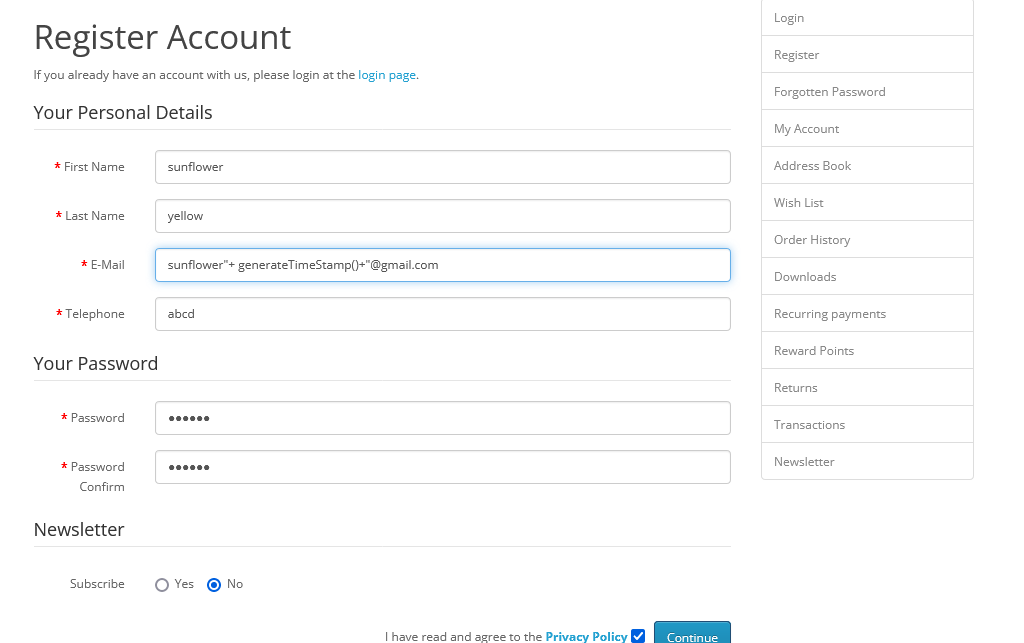 Register Account
If you already have an account with us, please login at the login page.
Your Personal Details
* First Name sunflower
* Last Name yellow
* E-Mail sunflower"+ generateTimeStamp()+"@gmail.com
* Telephone abcd
Your Password
* Password ••••••
* Password Confirm ••••••
Newsletter
Subscribe Yes No
I have read and agree to the Privacy Policy Continue
Login
Register
Forgotten Password
My Account
Address Book
Wish List
Order History
Downloads
Recurring payments
Reward Points
Returns
Transactions
Newsletter